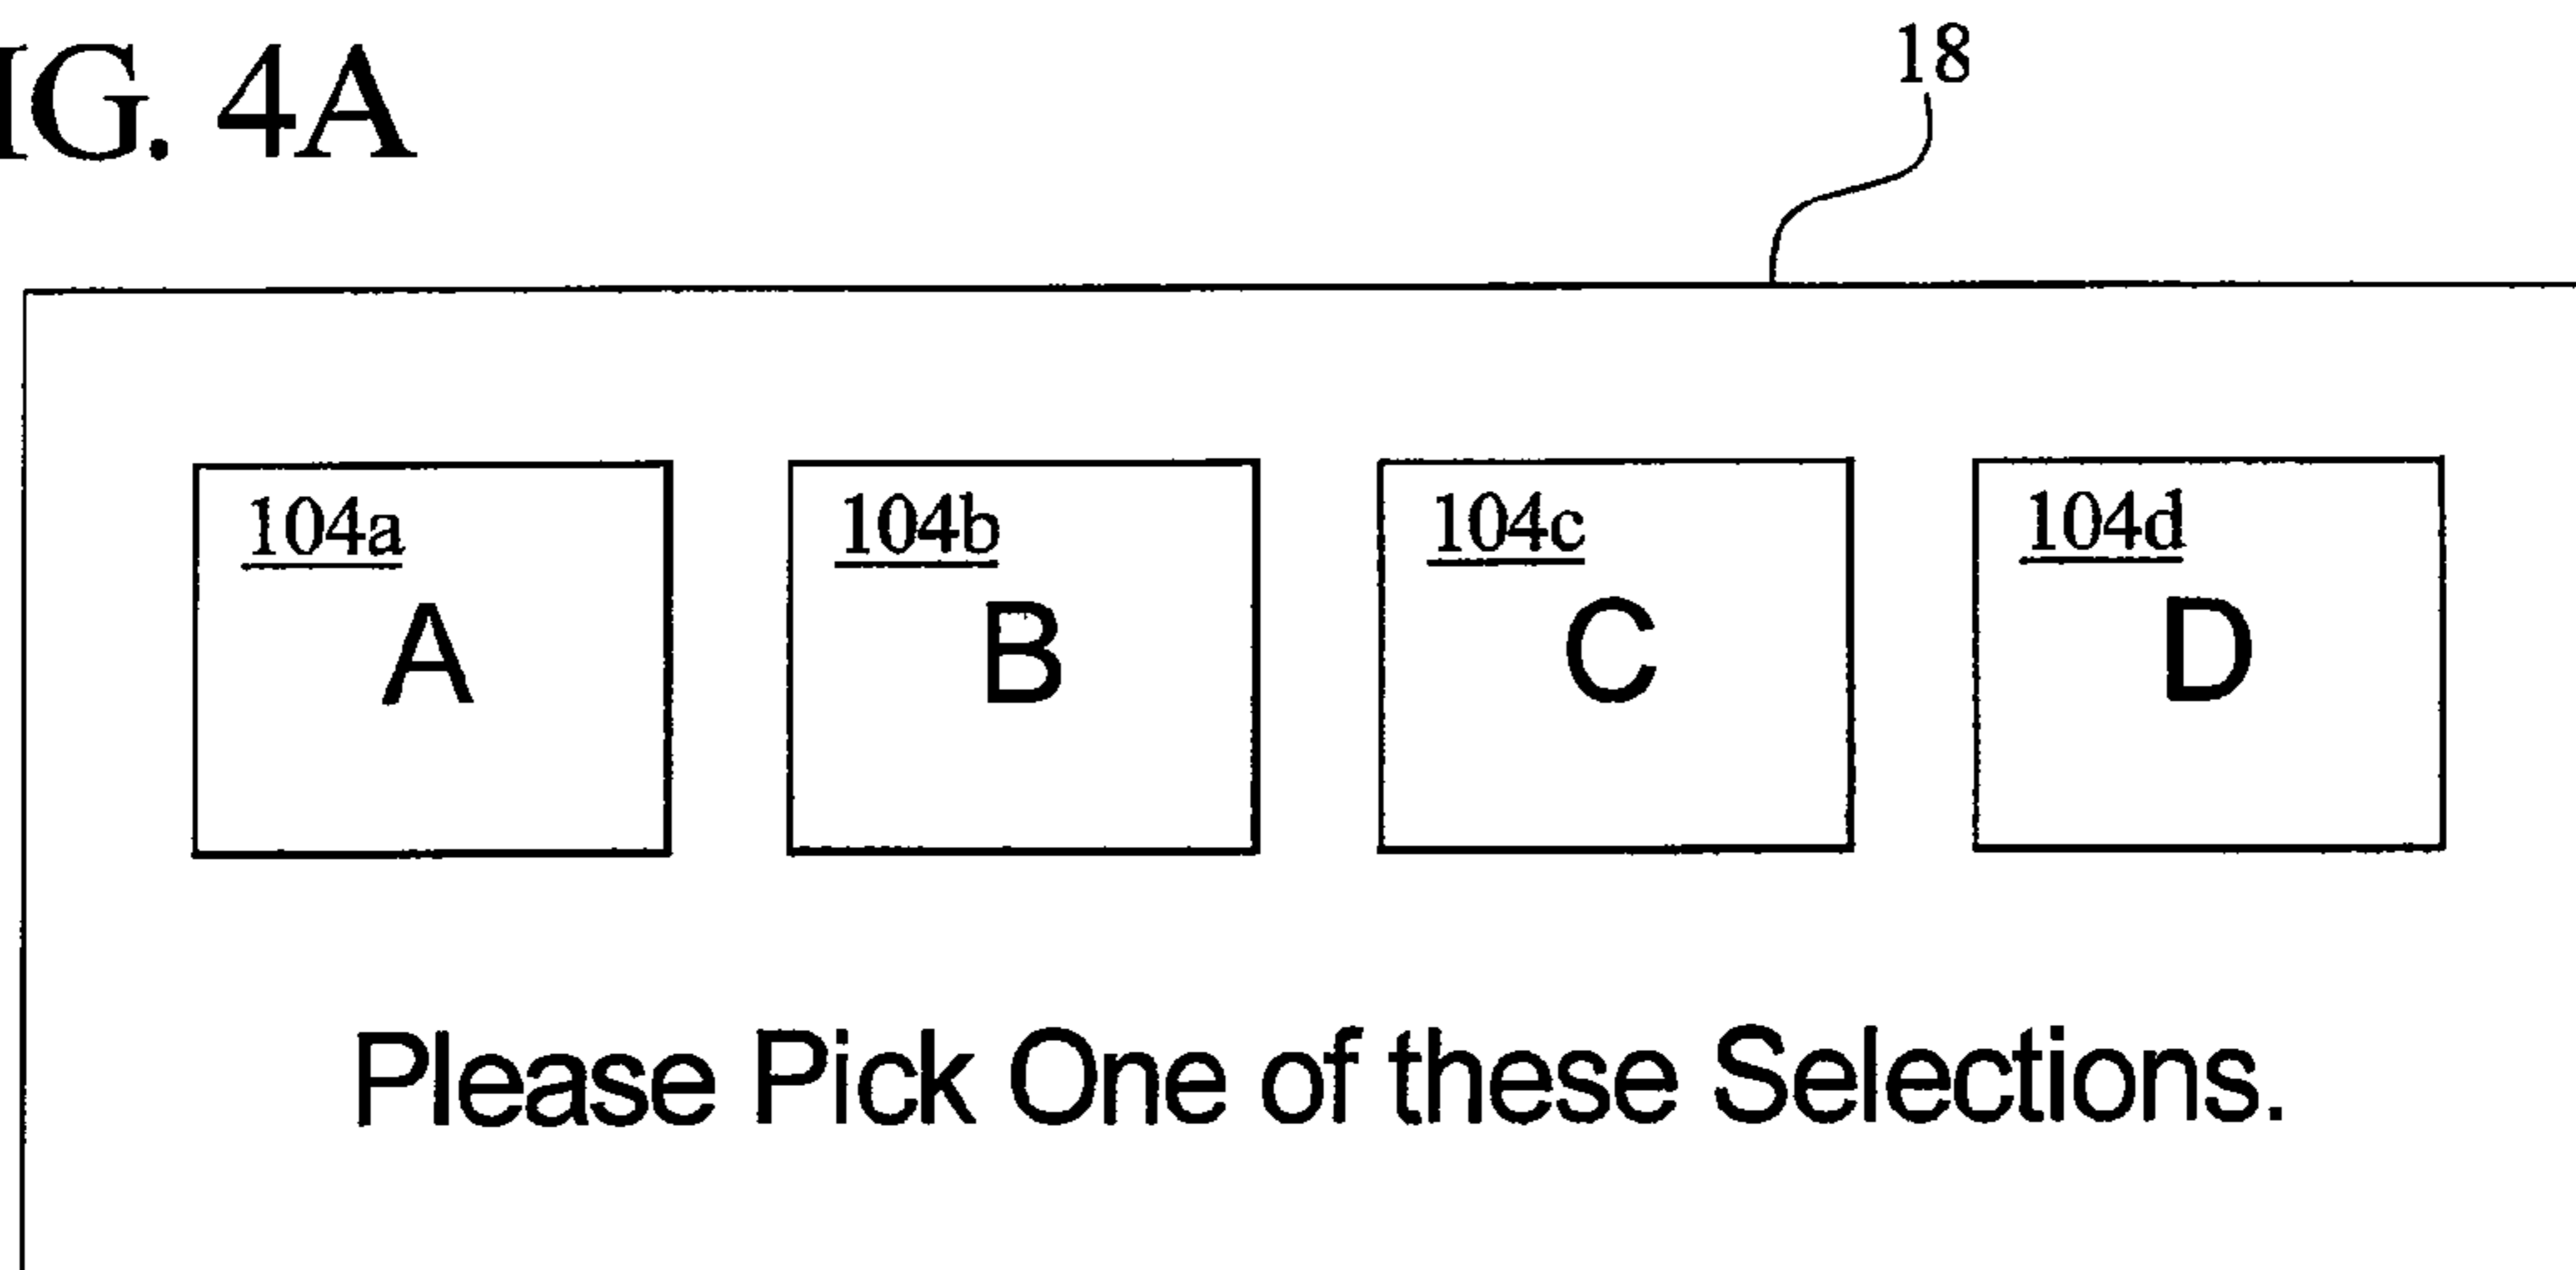 IG. 4A
18
104a 104b 104c 104d
A B C D
Please Pick One of these Selections.